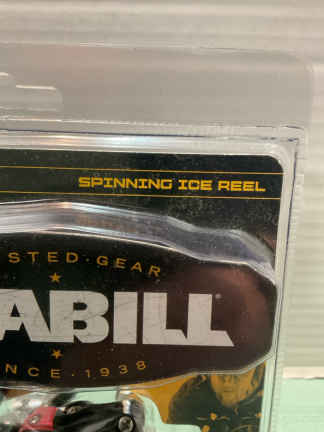 SPINNING ICE REEL
STED·GEAR
ABILL
NCE·1938